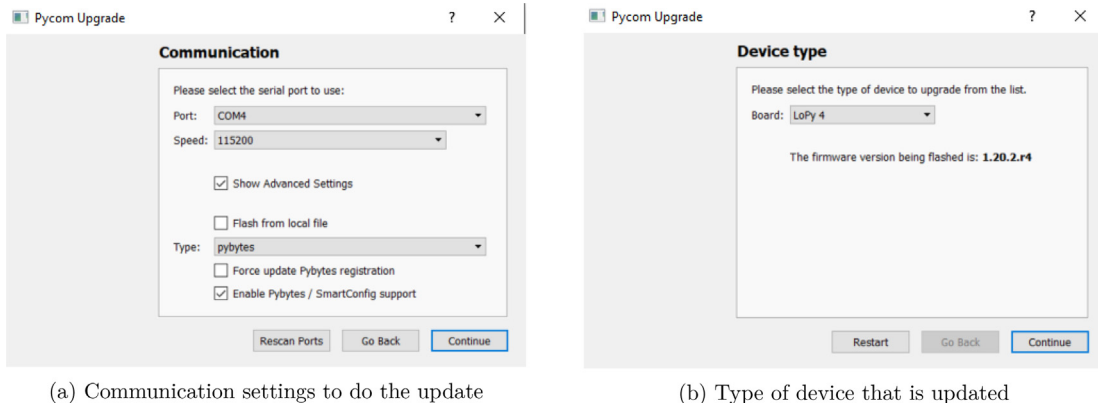 Pycom Upgrade
Communication
Please select the serial port to use:
Port: COM4
Speed: 115200
Show Advanced Settings
Flash from local file
Type: pybytes
Force update Pybytes registration
Enable Pybytes / SmartConfig support
Rescan Ports Go Back Continue
(a) Communication settings to do the update
Pycom Upgrade
Device type
Please select the type of device to upgrade from the list.
Board: LoPy 4
The firmware version being flashed is: 1.20.2.r4
Restart Go Back Continue
(b) Type of device that is updated